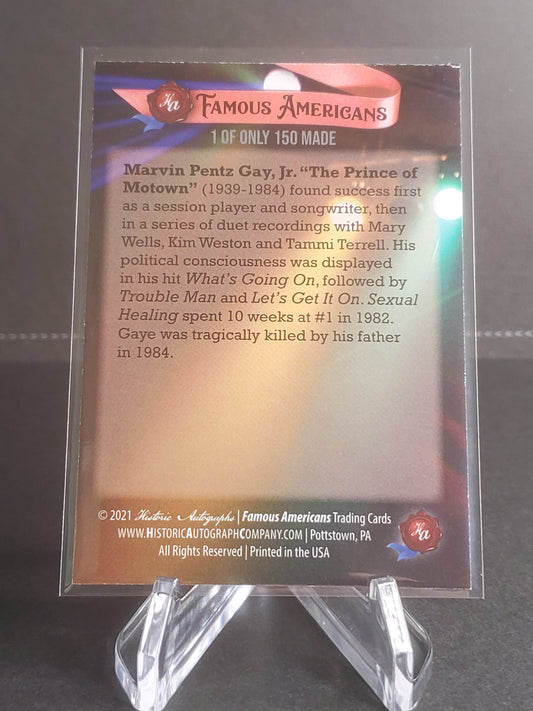 Ha FAMOUS AMERICANS
1 OF ONLY 150 MADE
Marvin Pentz Gay, Jr. “The Prince of
Motown” (1939-1984) found success first
as a session player and songwriter, then
in a series of duet recordings with Mary
Wells, Kim Weston and Tammi Terrell. His
political consciousness was displayed
in his hit What’s Going On, followed by
Trouble Man and Let’s Get It On. Sexual
Healing spent 10 weeks at #1 in 1982.
Gaye was tragically killed by his father
in 1984.
© 2021 Historic Autographs | Famous Americans Trading Cards
WWW.HISTORICAUTOGRAPHCOMPANY.COM | Pottstown, PA
All Rights Reserved | Printed in the USA
Ha